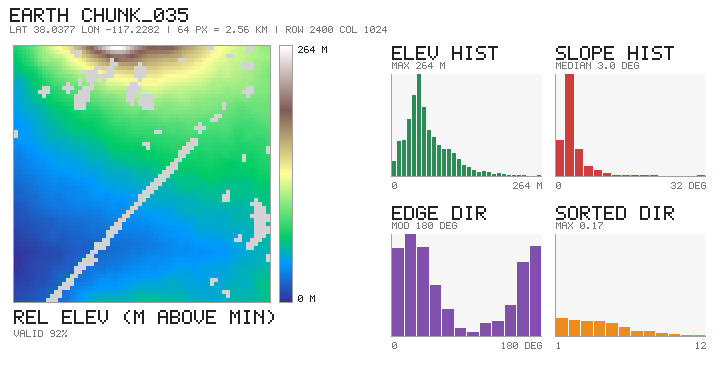 EARTH CHUNK_035
LAT 38.0377 LON -117.2282 | 64 PX = 2.56 KM | ROW 2400 COL 1024
264 M
0 M
REL ELEV (M ABOVE MIN)
VALID 92%
ELEV HIST
MAX 264 M
0 264 M
SLOPE HIST
MEDIAN 3.0 DEG
0 32 DEG
EDGE DIR
MOD 180 DEG
0 180 DEG
SORTED DIR
MAX 0.17
1 12